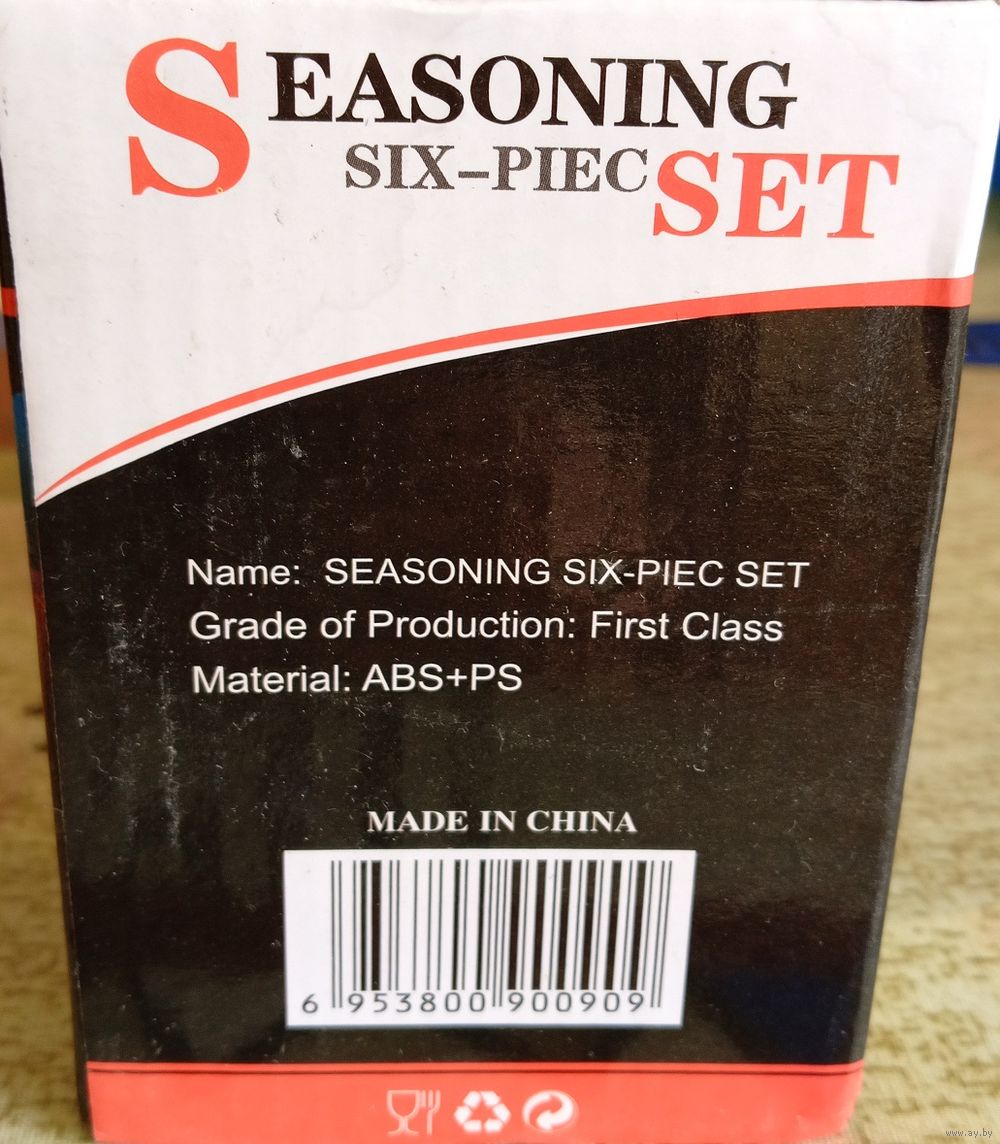 SEASONING
SIX-PIEC SET
Name: SEASONING SIX-PIEC SET
Grade of Production: First Class
Material: ABS+PS
MADE IN CHINA
6 953800 900909
www.ay.by